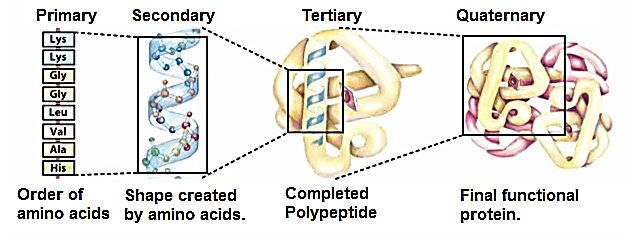 Primary
Secondary
Tertiary
Quaternary
Lys
Lys
Gly
Gly
Leu
Val
Ala
His
Order of
amino acids
Shape created
by amino acids.
Completed
Polypeptide
Final functional
protein.